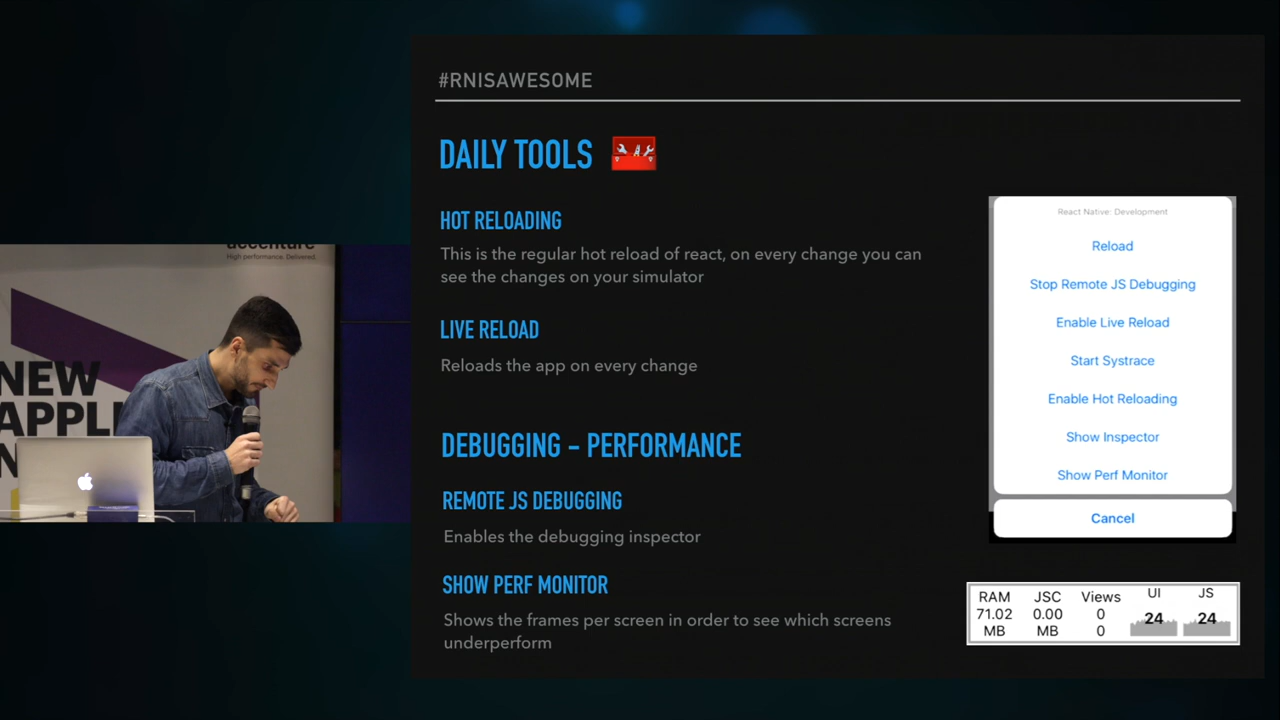 #RNISAWESOME
DAILY TOOLS
HOT RELOADING
This is the regular hot reload of react, on every change you can
see the changes on your simulator
LIVE RELOAD
Reloads the app on every change
DEBUGGING - PERFORMANCE
REMOTE JS DEBUGGING
Enables the debugging inspector
SHOW PERF MONITOR
Shows the frames per screen in order to see which screens
underperform
React Native: Development
Reload
Stop Remote JS Debugging
Enable Live Reload
Start Systrace
Enable Hot Reloading
Show Inspector
Show Perf Monitor
Cancel
RAM JSC Views UI JS
71.02 0.00 0 24 24
MB MB 0
accenture
High performance. Delivered.
NEW
APPL
N